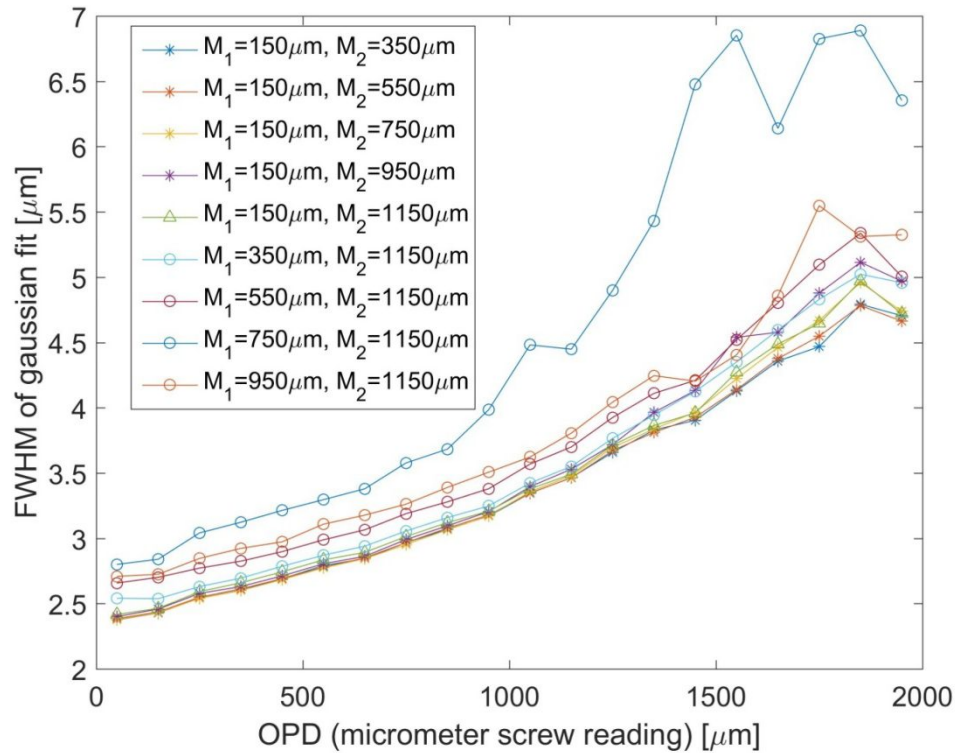 7
6.5
6
5.5
5
4.5
4
3.5
3
2.5
2
FWHM of gaussian fit [μm]
M₁=150μm, M₂=350μm
M₁=150μm, M₂=550μm
M₁=150μm, M₂=750μm
M₁=150μm, M₂=950μm
M₁=150μm, M₂=1150μm
M₁=350μm, M₂=1150μm
M₁=550μm, M₂=1150μm
M₁=750μm, M₂=1150μm
M₁=950μm, M₂=1150μm
0 500 1000 1500 2000
OPD (micrometer screw reading) [μm]